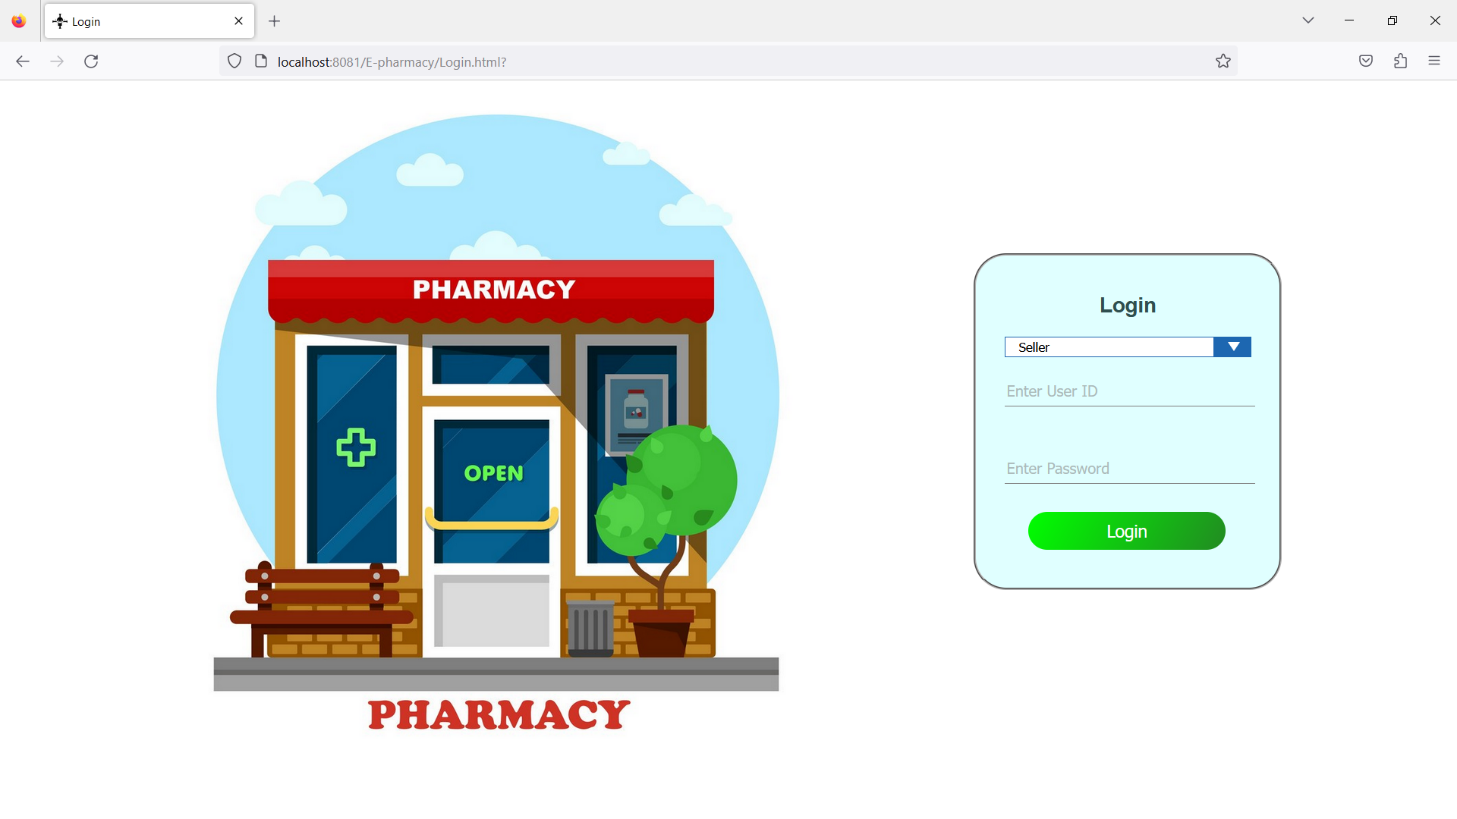 Login
localhost:8081/E-pharmacy/Login.html?
PHARMACY
OPEN
PHARMACY
Login
Seller
Enter User ID
Enter Password
Login